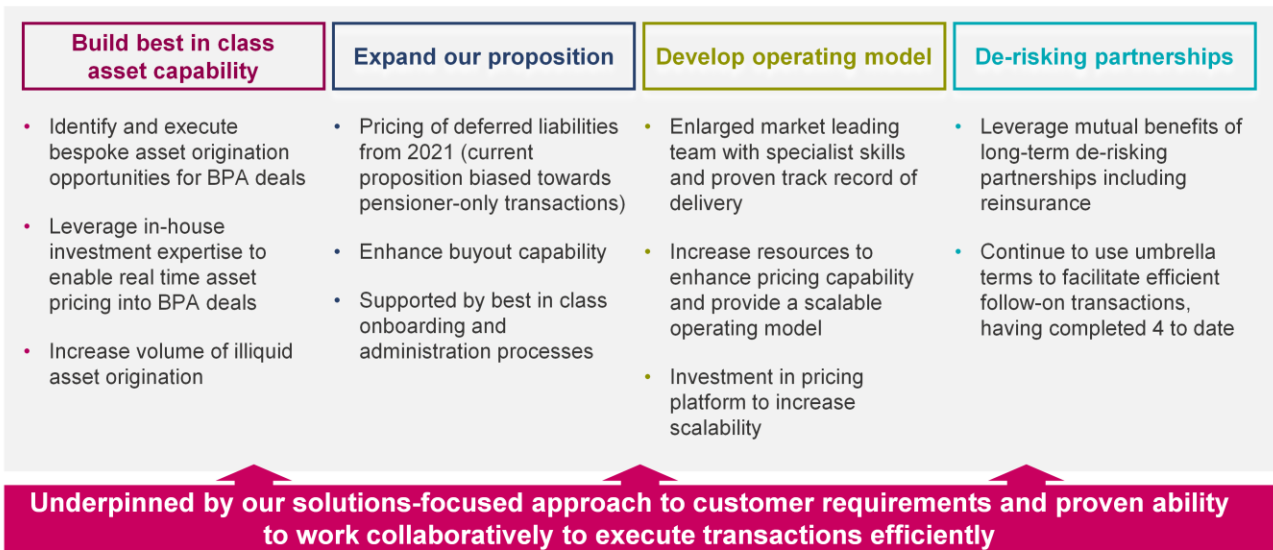 Build best in class
asset capability
• Identify and execute
bespoke asset origination
opportunities for BPA deals
• Leverage in-house
investment expertise to
enable real time asset
pricing into BPA deals
• Increase volume of illiquid
asset origination
Expand our proposition
• Pricing of deferred liabilities
from 2021 (current
proposition biased towards
pensioner-only transactions)
• Enhance buyout capability
• Supported by best in class
onboarding and
administration processes
Develop operating model
• Enlarged market leading
team with specialist skills
and proven track record of
delivery
• Increase resources to
enhance pricing capability
and provide a scalable
operating model
• Investment in pricing
platform to increase
scalability
De-risking partnerships
• Leverage mutual benefits of
long-term de-risking
partnerships including
reinsurance
• Continue to use umbrella
terms to facilitate efficient
follow-on transactions,
having completed 4 to date
Underpinned by our solutions-focused approach to customer requirements and proven ability
to work collaboratively to execute transactions efficiently